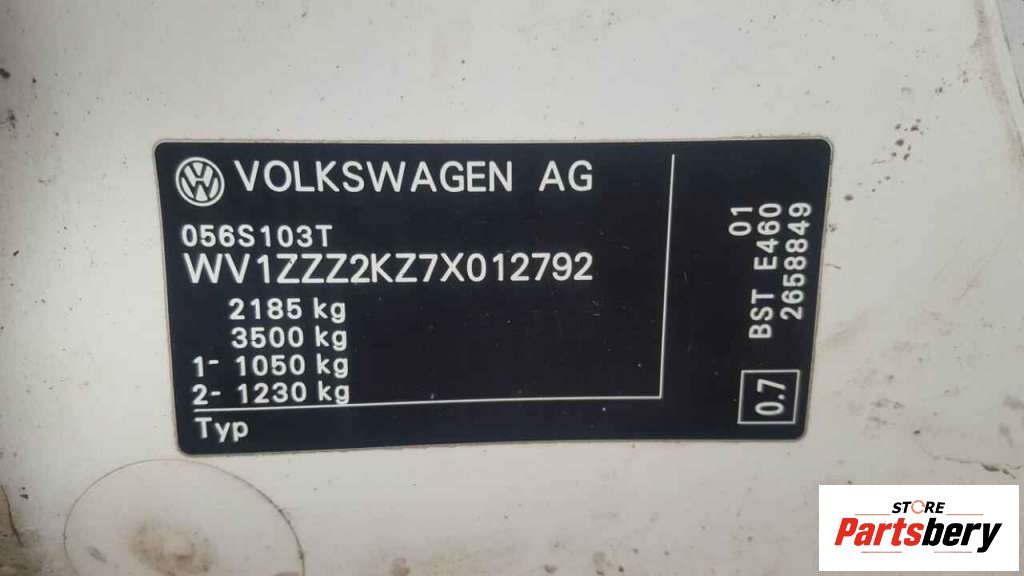 VOLKSWAGEN AG
056S103T
WV1ZZZ2KZ7X012792
2185 kg
3500 kg
1- 1050 kg
2- 1230 kg
Typ
01
BST E460
2658849
0.7
STORE
Partsbery